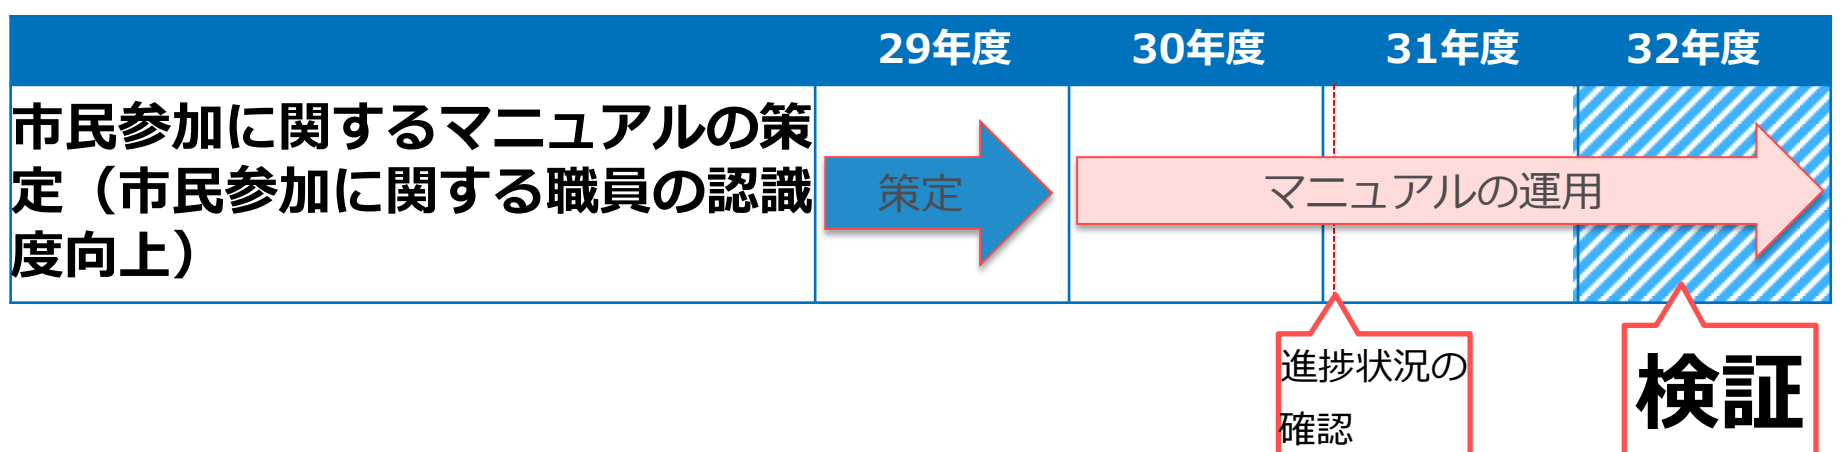 29年度 30年度 31年度 32年度
市民参加に関するマニュアルの策
定（市民参加に関する職員の認識
度向上）
策定
マニュアルの運用
進捗状況の
確認
検証